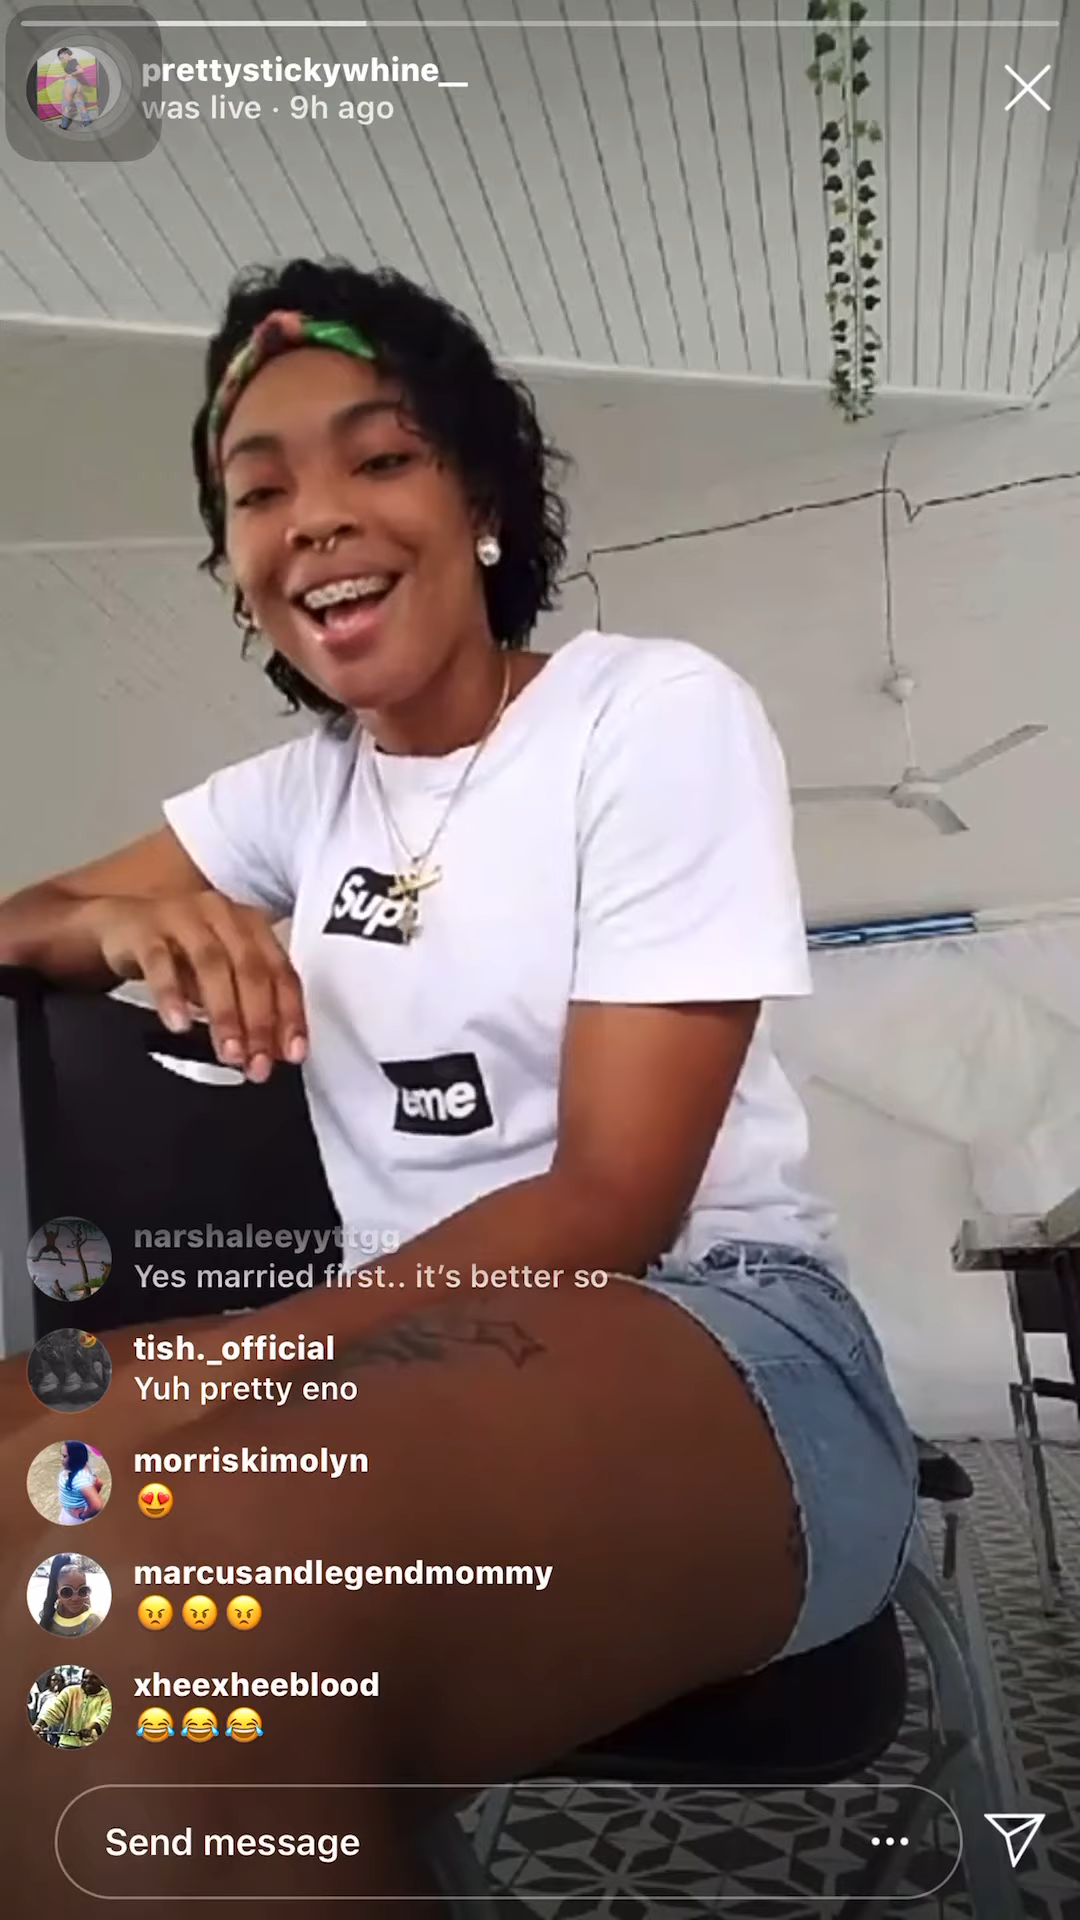 prettystickywhine__
was live · 9h ago
Sup
eme
narshaleeyyttgg
Yes married first.. it’s better so
tish._official
Yuh pretty eno
morriskimolyn
😍
marcusandlegendmommy
😡 😡 😡
xheexheeblood
😂 😂 😂
Send message